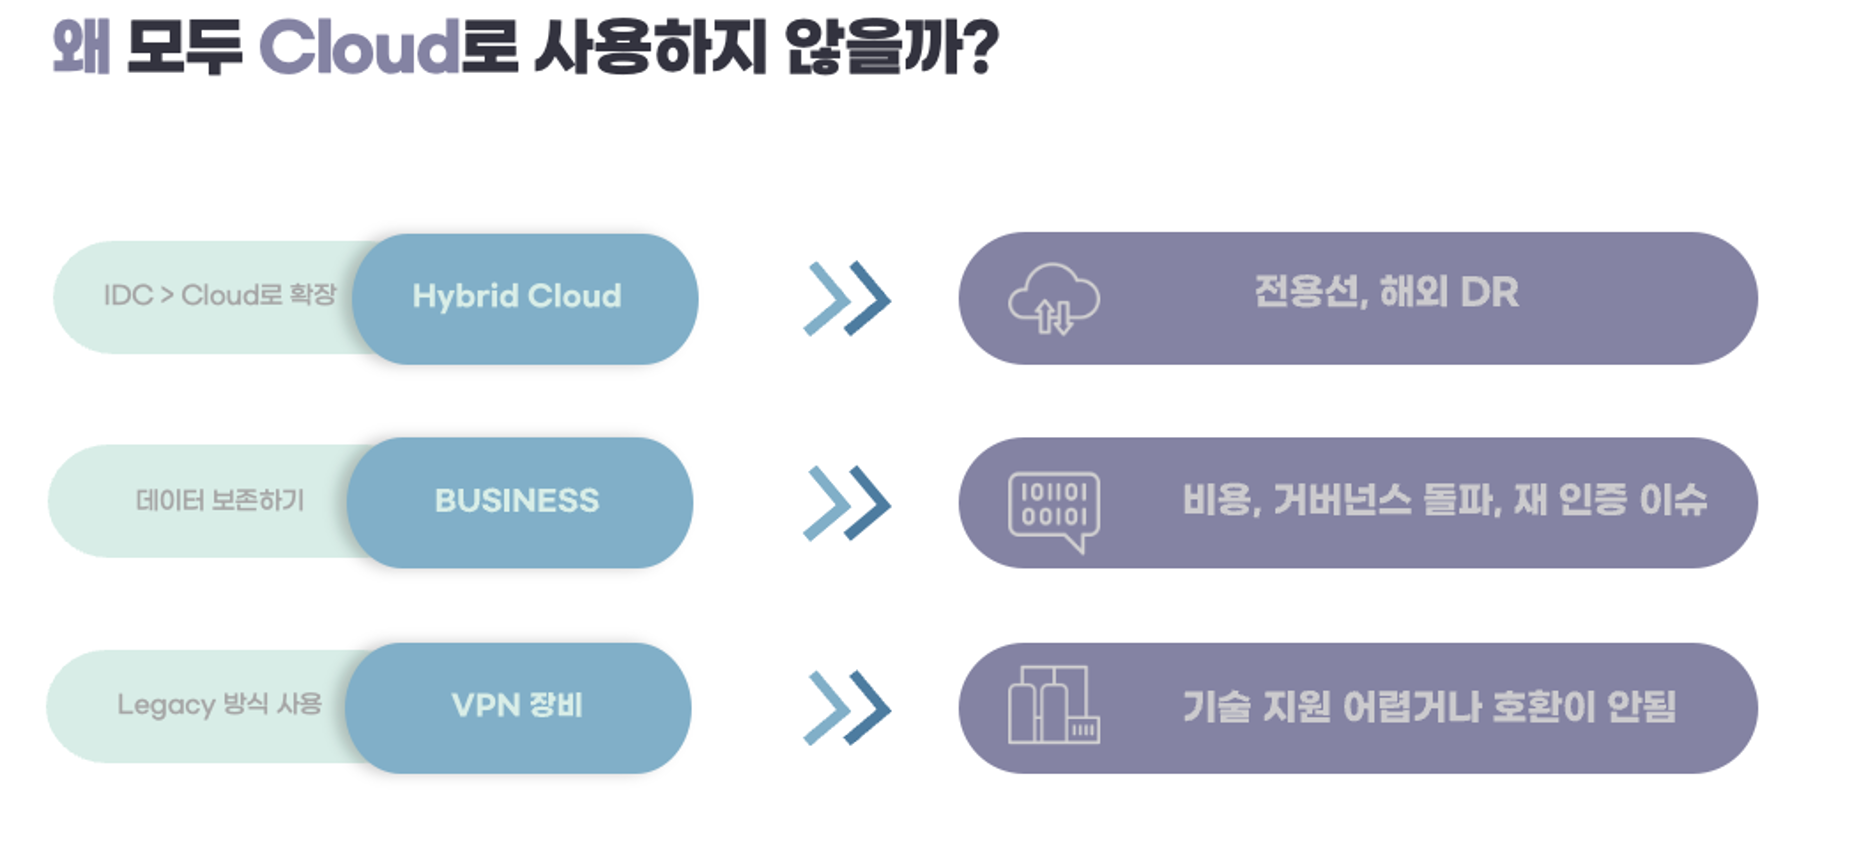 왜 모두 Cloud로 사용하지 않을까?
IDC > Cloud로 확장
Hybrid Cloud
전용선, 해외 DR
데이터 보존하기
BUSINESS
101101
00101
비용, 거버넌스 돌파, 재 인증 이슈
Legacy 방식 사용
VPN 장비
기술 지원 어렵거나 호환이 안됨